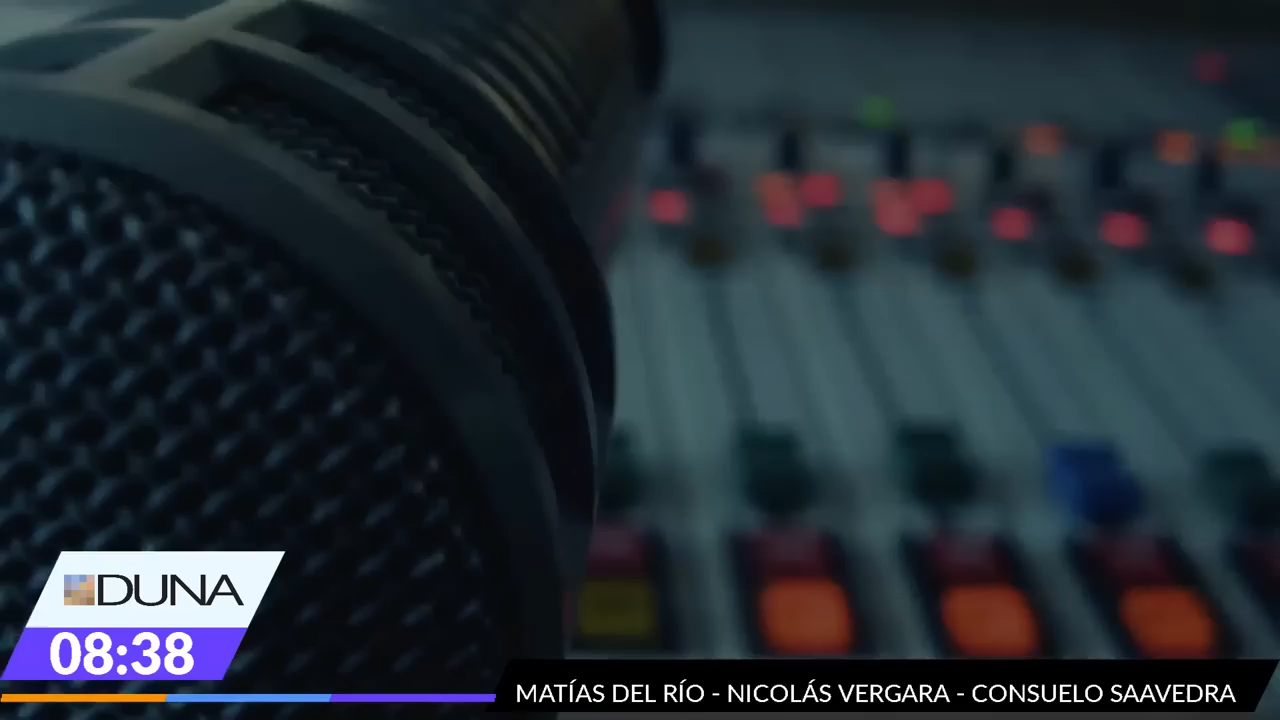 DUNA
08:38
MATÍAS DEL RÍO - NICOLÁS VERGARA - CONSUELO SAAVEDRA